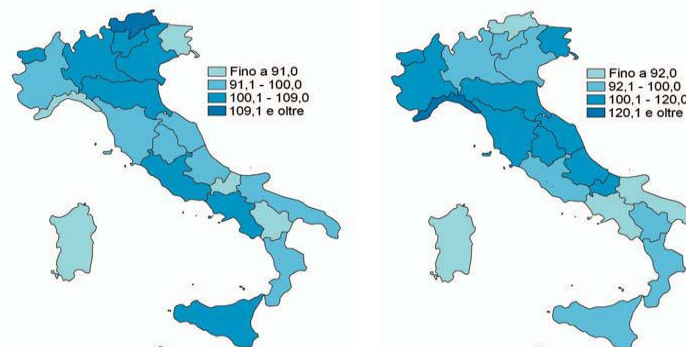 Fino a 91,0
91,1 - 100,0
100,1 - 109,0
109,1 e oltre
Fino a 92,0
92,1 - 100,0
100,1 - 120,0
120,1 e oltre